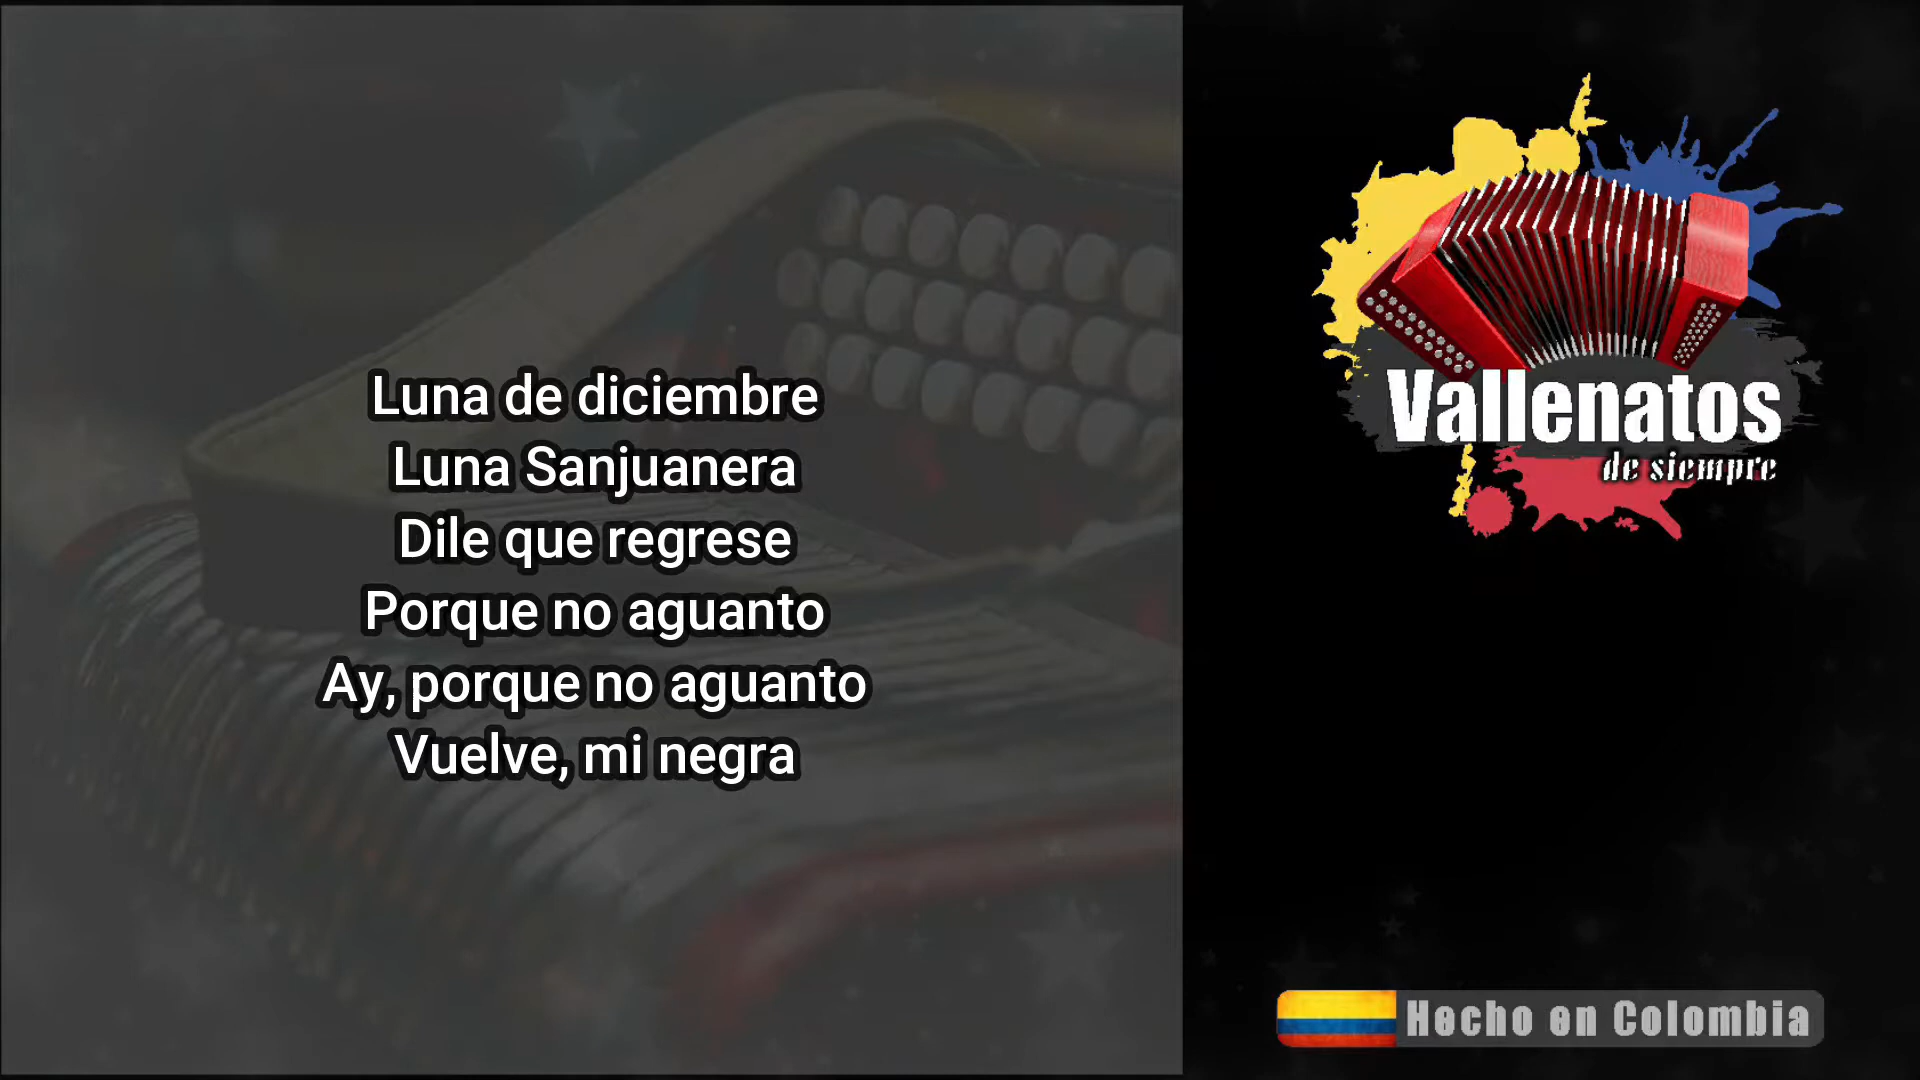 Luna de diciembre
Luna Sanjuanera
Dile que regrese
Porque no aguanto
Ay, porque no aguanto
Vuelve, mi negra
Vallenatos
de siempre
Hecho en Colombia